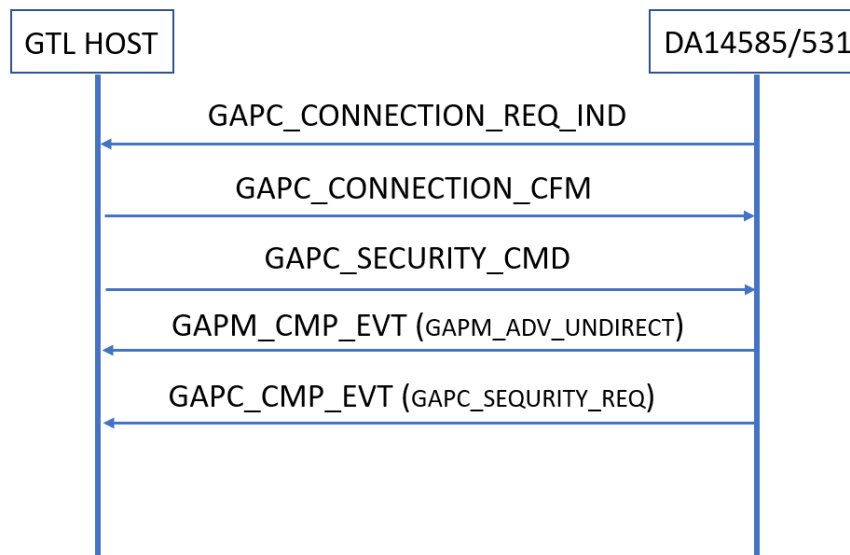 GTL HOST
DA14585/531
GAPC_CONNECTION_REQ_IND
GAPC_CONNECTION_CFM
GAPC_SECURITY_CMD
GAPM_CMP_EVT (GAPM_ADV_UNDIRECT)
GAPC_CMP_EVT (GAPC_SEQURITY_REQ)